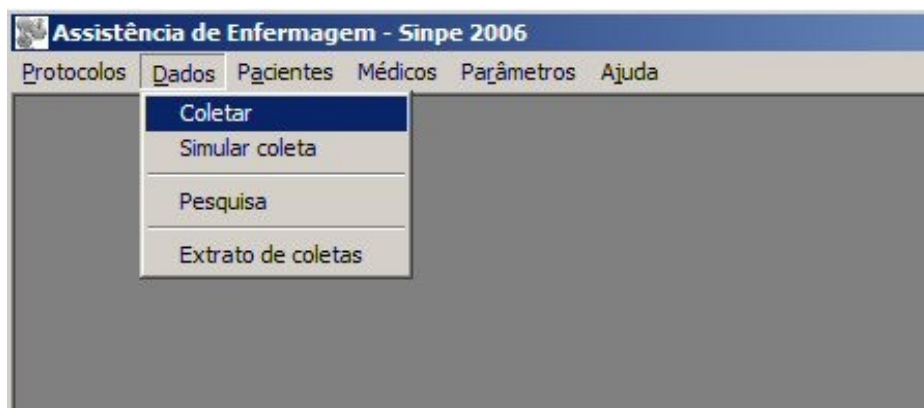 Assistência de Enfermagem - Sinpe 2006
Protocolos Dados Pacientes Médicos Parâmetros Ajuda
Coletar
Simular coleta
Pesquisa
Extrato de coletas